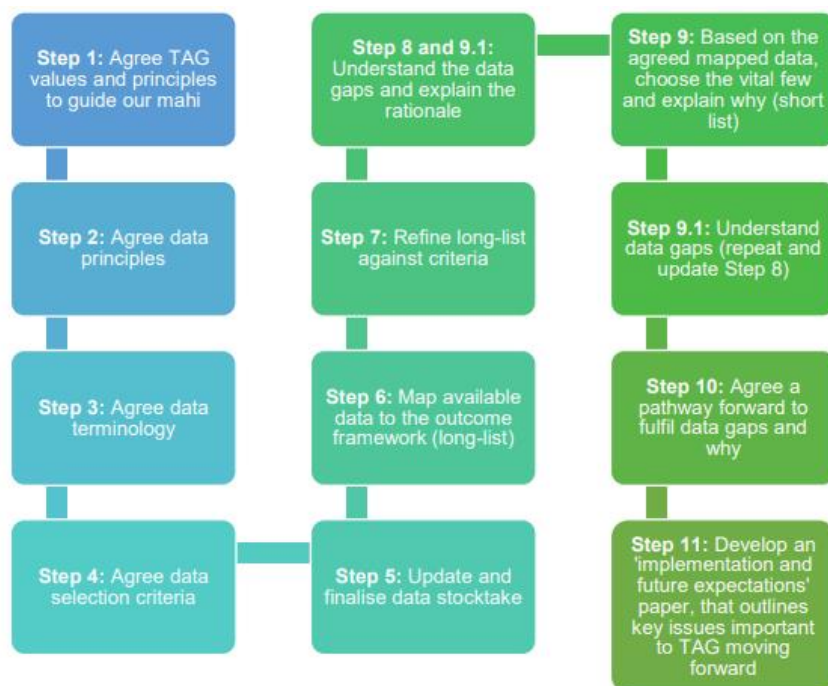 Step 1: Agree TAG
values and principles
to guide our mahi
Step 2: Agree data
principles
Step 3: Agree data
terminology
Step 4: Agree data
selection criteria
Step 5: Update and
finalise data stocktake
Step 6: Map available
data to the outcome
framework (long-list)
Step 7: Refine long-list
against criteria
Step 8 and 9.1:
Understand the data
gaps and explain the
rationale
Step 9: Based on the
agreed mapped data,
choose the vital few
and explain why (short
list)
Step 9.1: Understand
data gaps (repeat and
update Step 8)
Step 10: Agree a
pathway forward to
fulfil data gaps and
why
Step 11: Develop an
'implementation and
future expectations'
paper, that outlines
key issues important
to TAG moving
forward